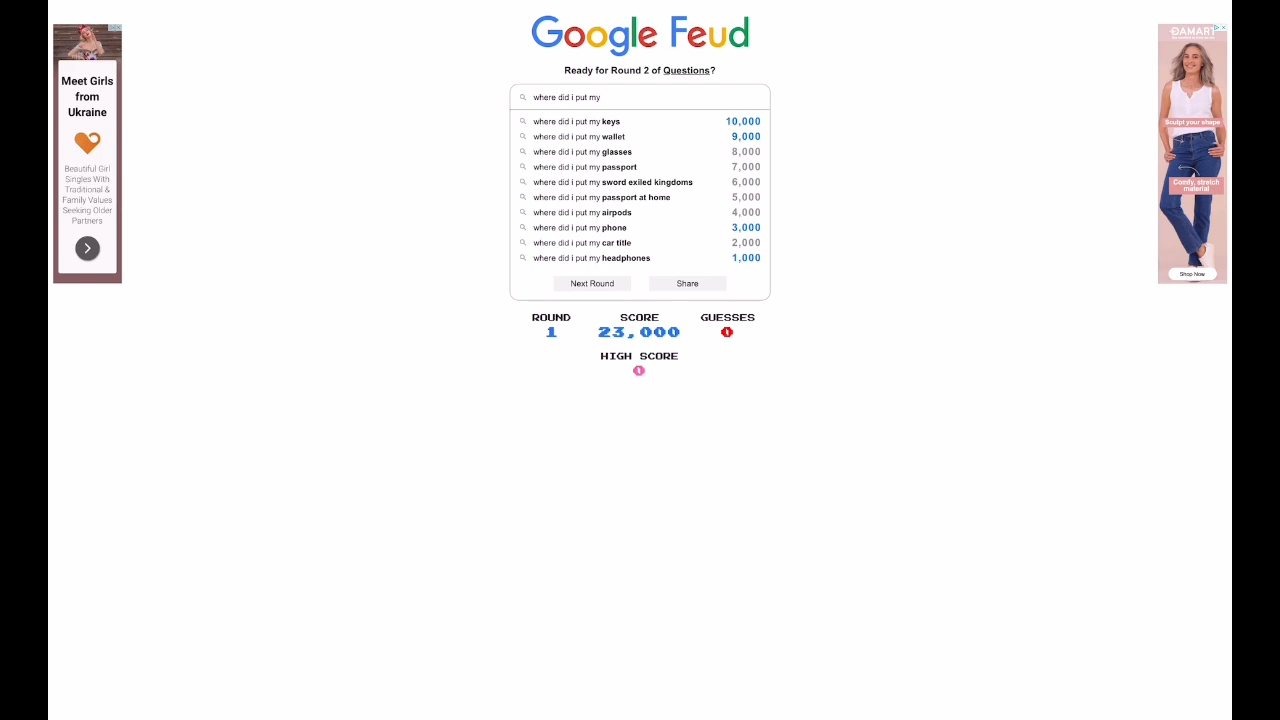 Google Feud
Ready for Round 2 of Questions?
where did i put my
where did i put my keys 10,000
where did i put my wallet 9,000
where did i put my glasses 8,000
where did i put my passport 7,000
where did i put my sword exiled kingdoms 6,000
where did i put my passport at home 5,000
where did i put my airpods 4,000
where did i put my phone 3,000
where did i put my car title 2,000
where did i put my headphones 1,000
Next Round Share
ROUND SCORE GUESSES
1 23,000 0
HIGH SCORE
0
Meet Girls
from
Ukraine
Beautiful Girl
Singles With
Traditional &
Family Values
Seeking Older
Partners
DAMART
Sculpt your shape
Comfy, stretch
material
Shop Now